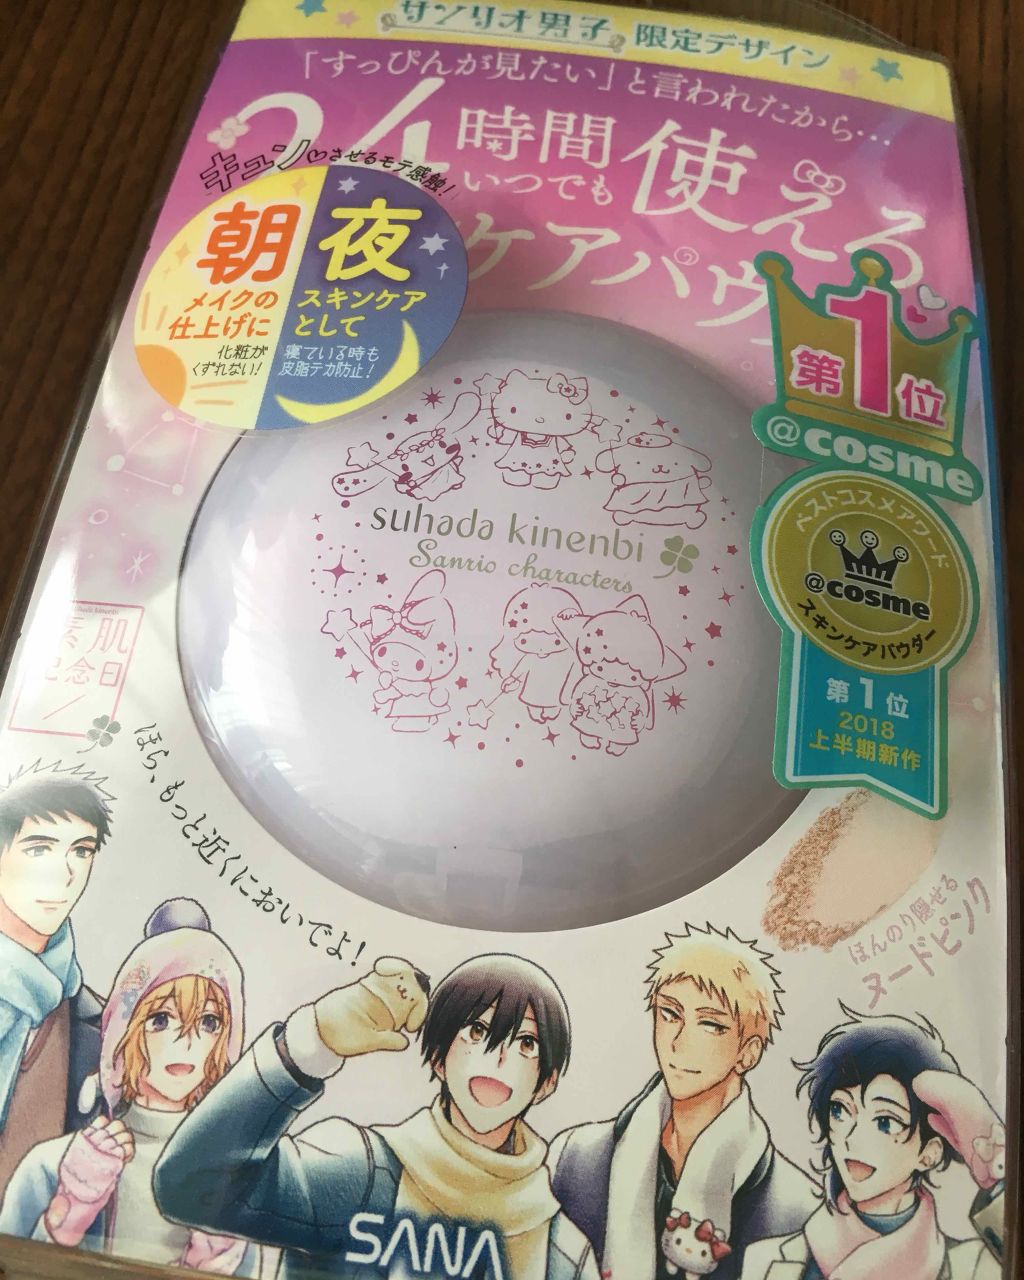 サンリオ男子 限定デザイン
「すっぴんが見たい」と言われたから…
24時間いつでも使える
ケアパウ
キュン♡させるモテ感触!
朝
メイクの
仕上げに
化粧が
くずれない!
夜
スキンケア
として
寝ている時も
皮脂テカ防止!
第1位
@cosme
ベストコスメアワード
@cosme
スキンケアパウダー
第1位
2018
上半期新作
suhada kinenbi
Sanrio characters
素肌
記念日
ほら、もっと近くにおいでよ!
ほんのり隠せる
ヌードピンク
SANA